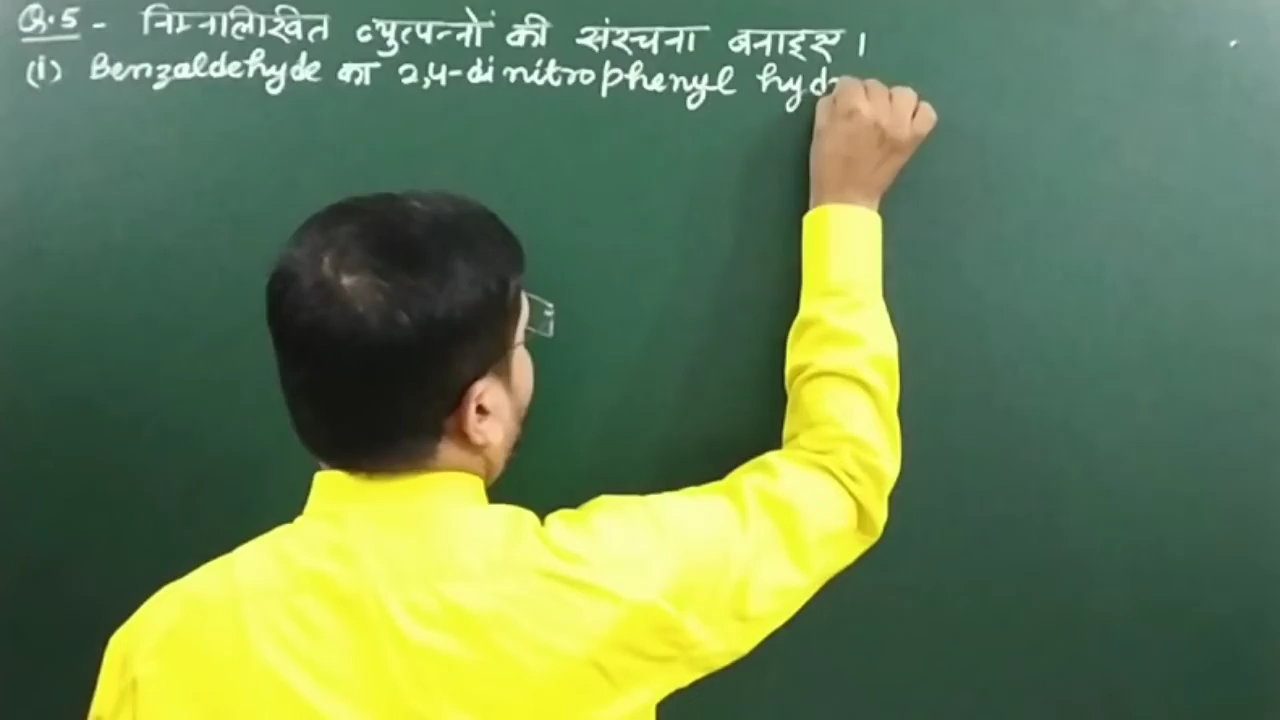 Q.5 - निम्नलिखित व्युत्पन्नों की संरचना बनाइए।
(i) Benzaldehyde का 2,4-dinitrophenyl hyd